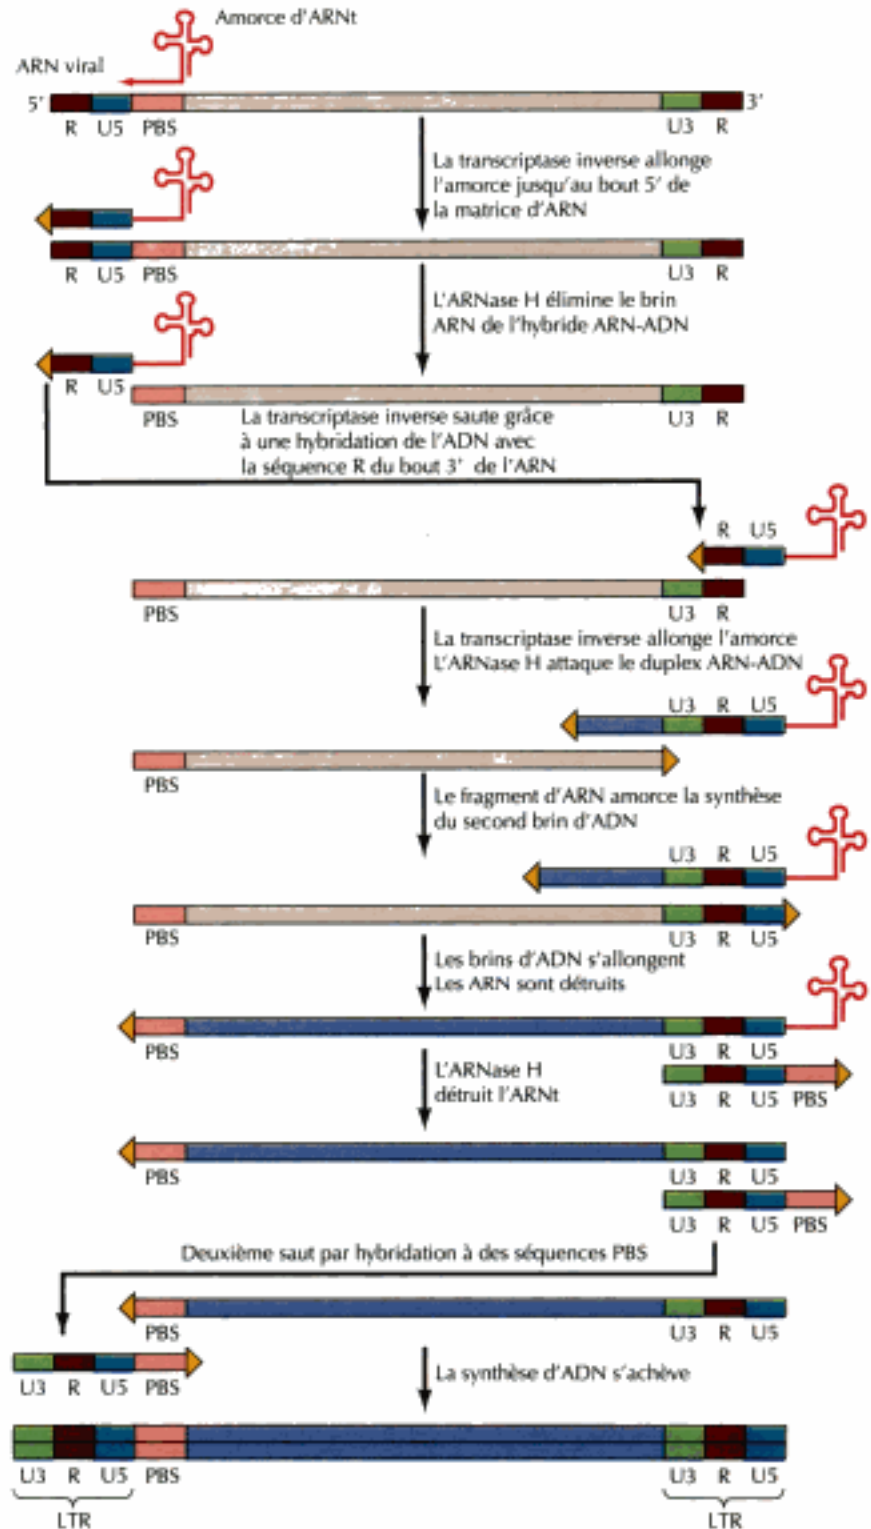 Amorce d'ARNt
ARN viral
5' 3'
R U5 PBS U3 R
La transcriptase inverse allonge
l'amorce jusqu'au bout 5' de
la matrice d'ARN
R U5 PBS U3 R
L'ARNase H élimine le brin
ARN de l'hybride ARN-ADN
R U5
PBS U3 R
La transcriptase inverse saute grâce
à une hybridation de l'ADN avec
la séquence R du bout 3' de l'ARN
R U5
PBS U3 R
La transcriptase inverse allonge l'amorce
L'ARNase H attaque le duplex ARN-ADN
U3 R U5
PBS
Le fragment d'ARN amorce la synthèse
du second brin d'ADN
U3 R U5
PBS U3 R U5
Les brins d'ADN s'allongent
Les ARN sont détruits
PBS U3 R U5
L'ARNase H
détruit l'ARNt
U3 R U5 PBS
PBS U3 R U5
U3 R U5 PBS
Deuxième saut par hybridation à des séquences PBS
PBS U3 R U5
U3 R U5 PBS
La synthèse d'ADN s'achève
U3 R U5 PBS U3 R U5
LTR LTR